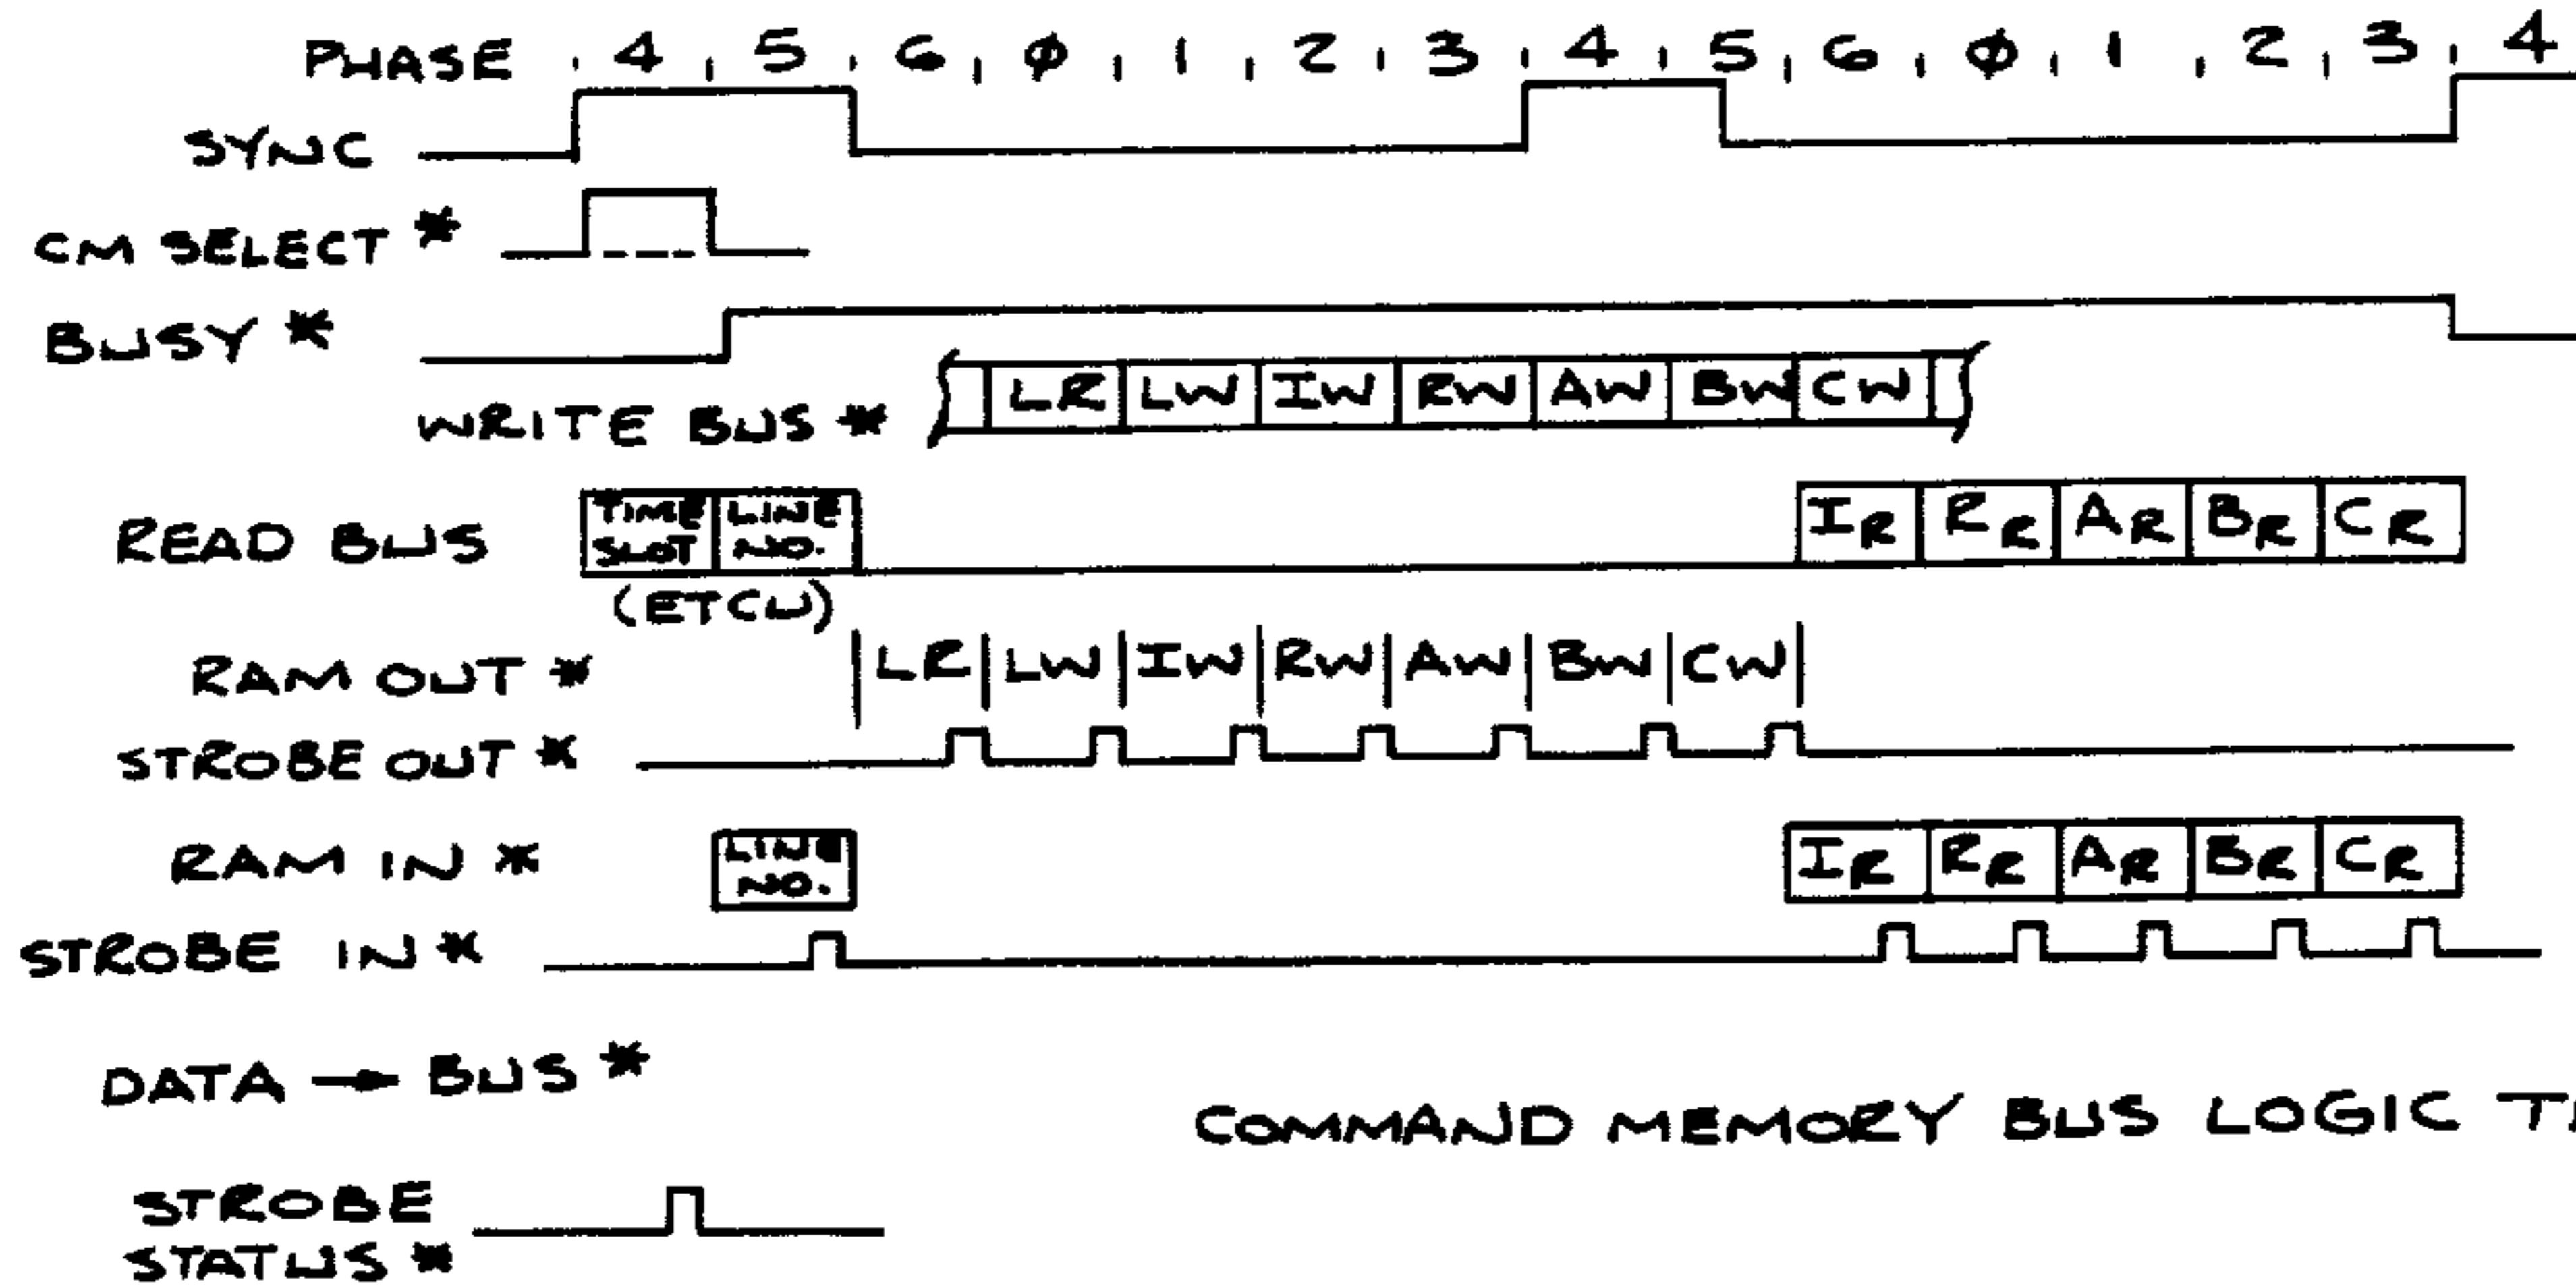 PHASE 4 5 6 Ø 1 2 3 4 5 6 Ø 1 2 3 4
SYNC
CM SELECT *
BUSY *
WRITE BUS * LR LW IW RW AW BW CW
READ BUS TIME SLOT LINE NO. IR RR AR BR CR
(ETCW)
RAM OUT * LR LW IW RW AW BW CW
STROBE OUT *
RAM IN * LINE NO. IR RR AR BR CR
STROBE IN *
DATA → BUS *
COMMAND MEMORY BUS LOGIC
STROBE
STATUS *